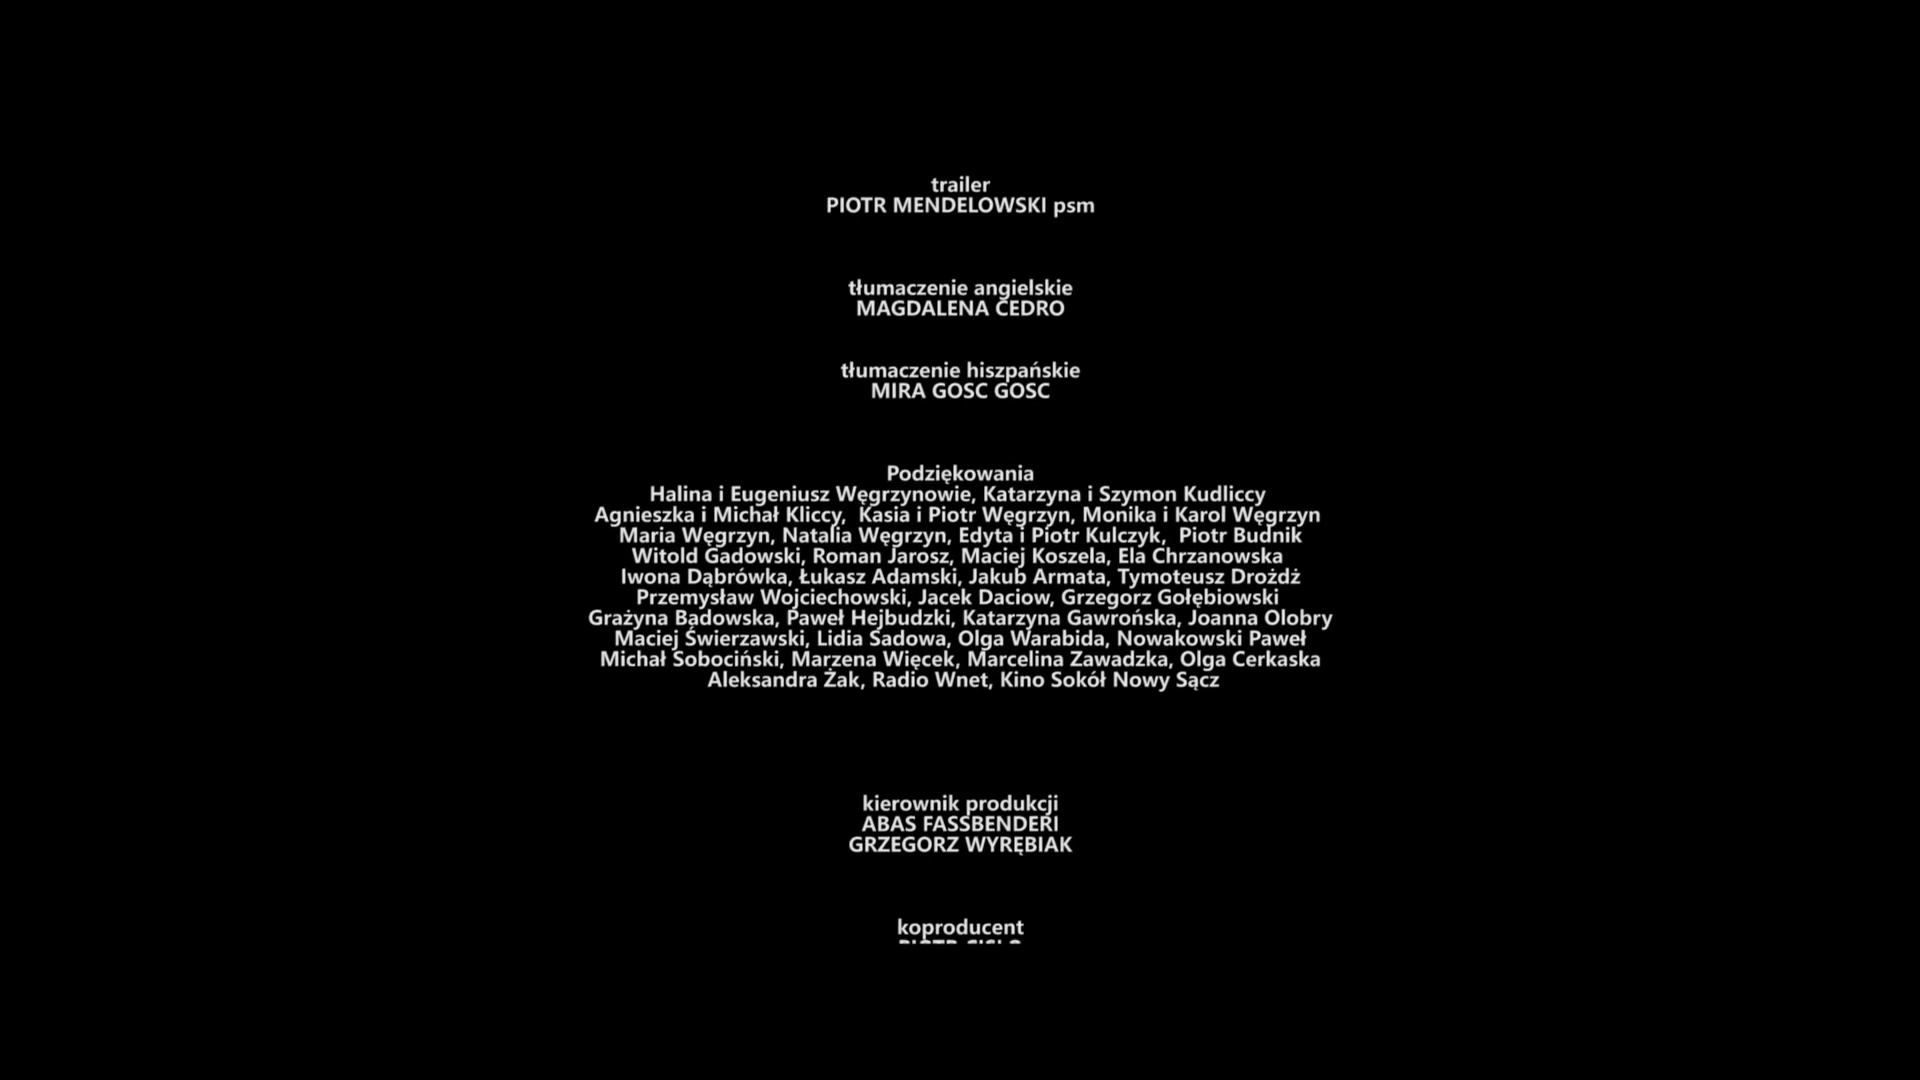 trailer
PIOTR MENDELOWSKI psm
tłumaczenie angielskie
MAGDALENA CEDRO
tłumaczenie hiszpańskie
MIRA GOSC GOSC
Podziękowania
Halina i Eugeniusz Węgrzynowie, Katarzyna i Szymon Kudliccy
Agnieszka i Michał Kliccy, Kasia i Piotr Węgrzyn, Monika i Karol Węgrzyn
Maria Węgrzyn, Natalia Węgrzyn, Edyta i Piotr Kulczyk, Piotr Budnik
Witold Gadowski, Roman Jarosz, Maciej Koszela, Ela Chrzanowska
Iwona Dąbrówka, Łukasz Adamski, Jakub Armata, Tymoteusz Drożdż
Przemysław Wojciechowski, Jacek Daciow, Grzegorz Gołębiowski
Grażyna Badowska, Paweł Hejbudzki, Katarzyna Gawrońska, Joanna Olobry
Maciej Świerzawski, Lidia Sadowa, Olga Warabida, Nowakowski Paweł
Michał Sobociński, Marzena Więcek, Marcelina Zawadzka, Olga Cerkaska
Aleksandra Żak, Radio Wnet, Kino Sokół Nowy Sącz
kierownik produkcji
ABAS FASSBENDERI
GRZEGORZ WYRĘBIAK
koproducent